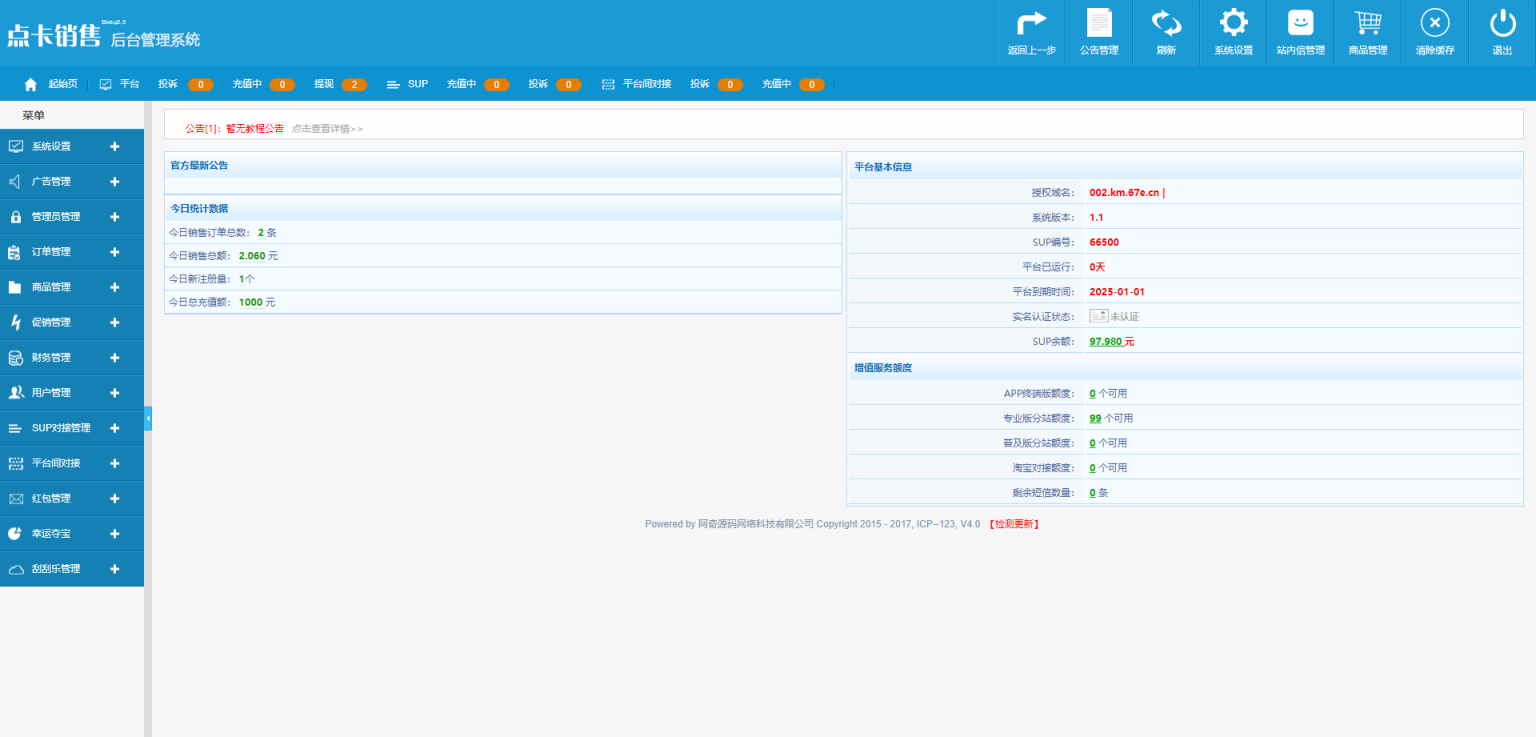 点卡销售 后台管理系统
返回上一步 公告管理 刷新 系统设置 站内信管理 商品管理 清除缓存 退出
起始页 平台 投诉 0 充值中 0 提现 2 SUP 充值中 0 投诉 0 平台间对接 投诉 0 充值中 0
菜单
系统设置
广告管理
管理员管理
订单管理
商品管理
促销管理
财务管理
用户管理
SUP对接管理
平台间对接
红包管理
幸运夺宝
刮刮乐管理
公告[1]: 暂无教程公告 点击查看详情>>
官方最新公告
今日统计数据
今日销售订单总数: 2 条
今日销售总额: 2.060 元
今日新注册量: 1个
今日总充值额: 1000 元
平台基本信息
授权域名: 002.km.67e.cn |
系统版本: 1.1
SUP编号: 66500
平台已运行: 0天
平台到期时间: 2025-01-01
实名认证状态: 未认证
SUP余额: 97.980 元
增值服务额度
APP终端版额度: 0 个可用
专业版分站额度: 99 个可用
普及版分站额度: 0 个可用
淘宝对接额度: 0 个可用
剩余短信数量: 0 条
Powered by 阿奇源码网络科技有限公司 Copyright 2015 - 2017, ICP--123, V4.0 【检测更新】